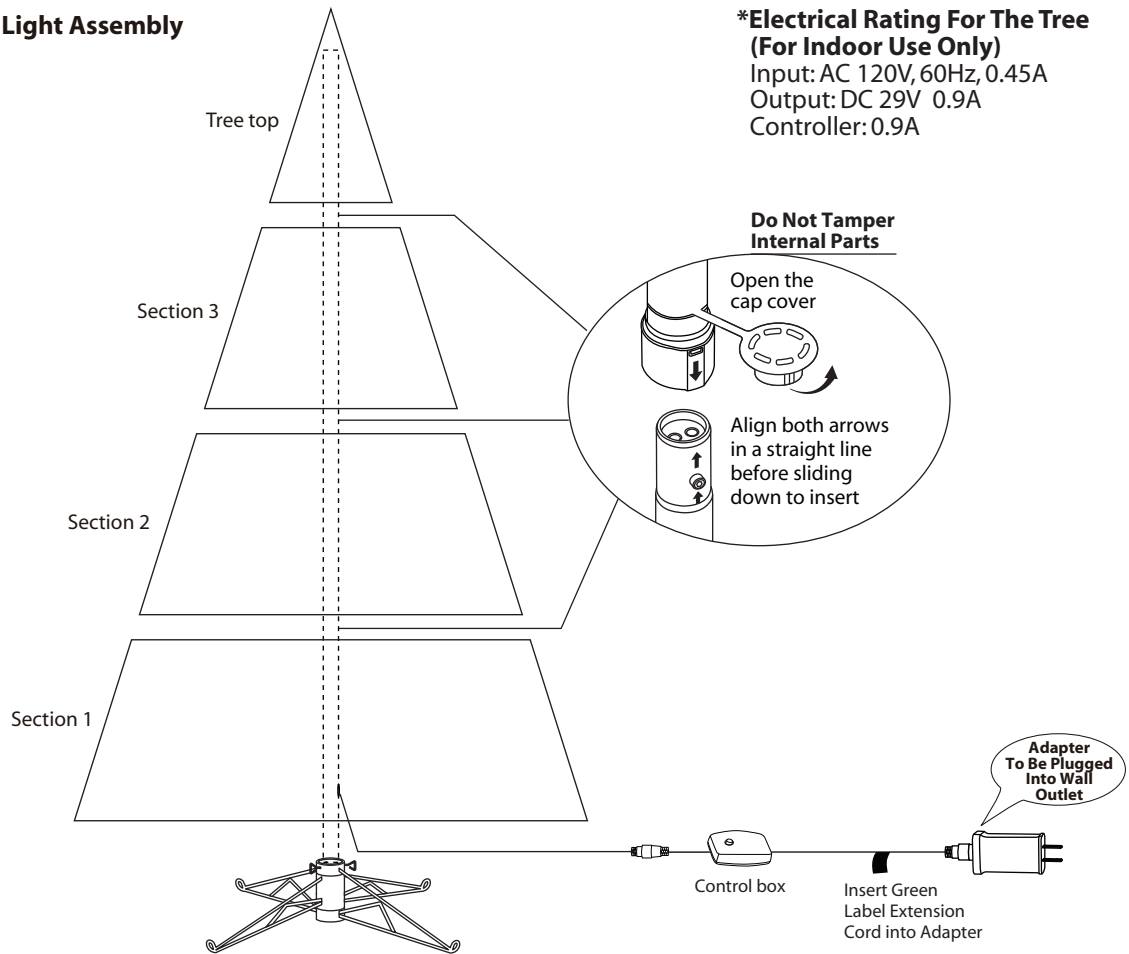 Light Assembly
*Electrical Rating For The Tree
(For Indoor Use Only)
Input: AC 120V, 60Hz, 0.45A
Output: DC 29V 0.9A
Controller: 0.9A
Tree top
Do Not Tamper
Internal Parts
Open the
cap cover
Section 3
Align both arrows
in a straight line
before sliding
down to insert
Section 2
Section 1
Adapter
To Be Plugged
Into Wall
Outlet
Control box
Insert Green
Label Extension
Cord into Adapter